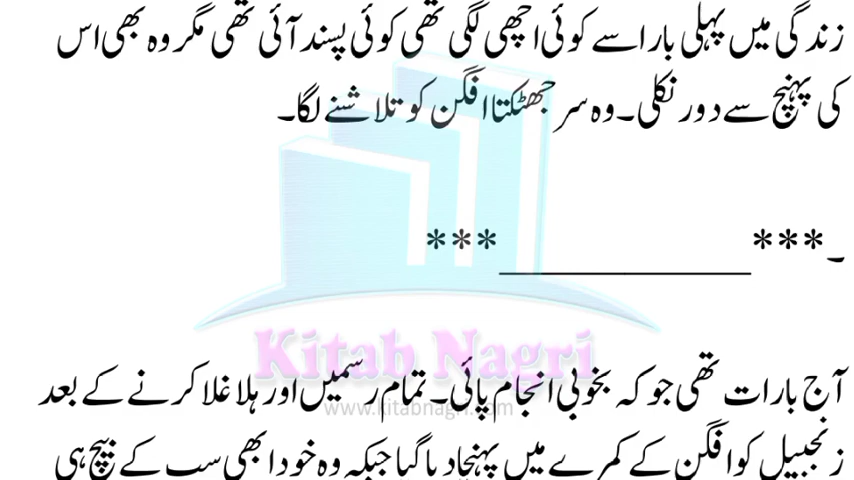 زندگی میں پہلی بار اسے کوئی اچھی لگی تھی کوئی پسند آئی تھی مگر وہ بھی اس
کی پہنچ سے دور نکلی۔ وہ سر جھٹکتا افگن کو تلاشنے لگا۔
۔***______________***
Kitab Nagri
آج بارات تھی جو کہ بخوبی انجام پائی۔ تمام رسمیں اور ہلا غلا کرنے کے بعد
www.kitabnagri.com
زنجبیل کو افگن کے کمرے میں پہنچا دیا گیا جبکہ وہ خود ابھی سب کے بیچ ہی